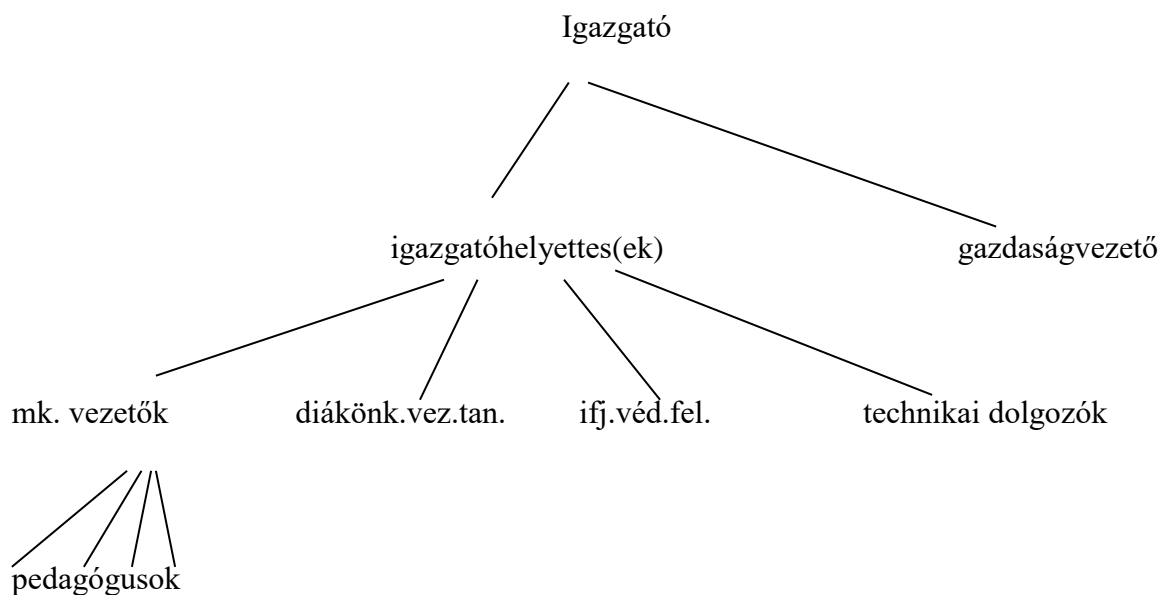 Igazgató
igazgatóhelyettes(ek) gazdaságvezető
mk. vezetők diákönk.vez.tan. ifj.véd.fel. technikai dolgozók
pedagógusok